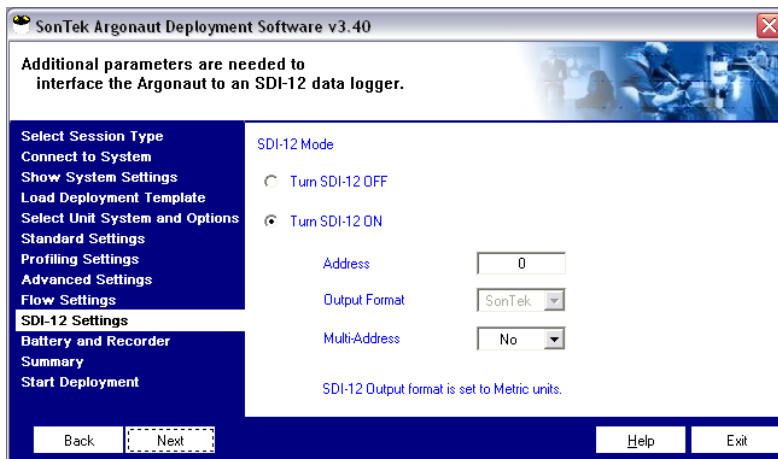 SonTek Argonaut Deployment Software v3.40
Additional parameters are needed to
interface the Argonaut to an SDI-12 data logger.
Select Session Type
Connect to System
Show System Settings
Load Deployment Template
Select Unit System and Options
Standard Settings
Profiling Settings
Advanced Settings
Flow Settings
SDI-12 Settings
Battery and Recorder
Summary
Start Deployment
SDI-12 Mode
Turn SDI-12 OFF
Turn SDI-12 ON
Address 0
Output Format SonTek
Multi-Address No
SDI-12 Output format is set to Metric units.
Back Next Help Exit